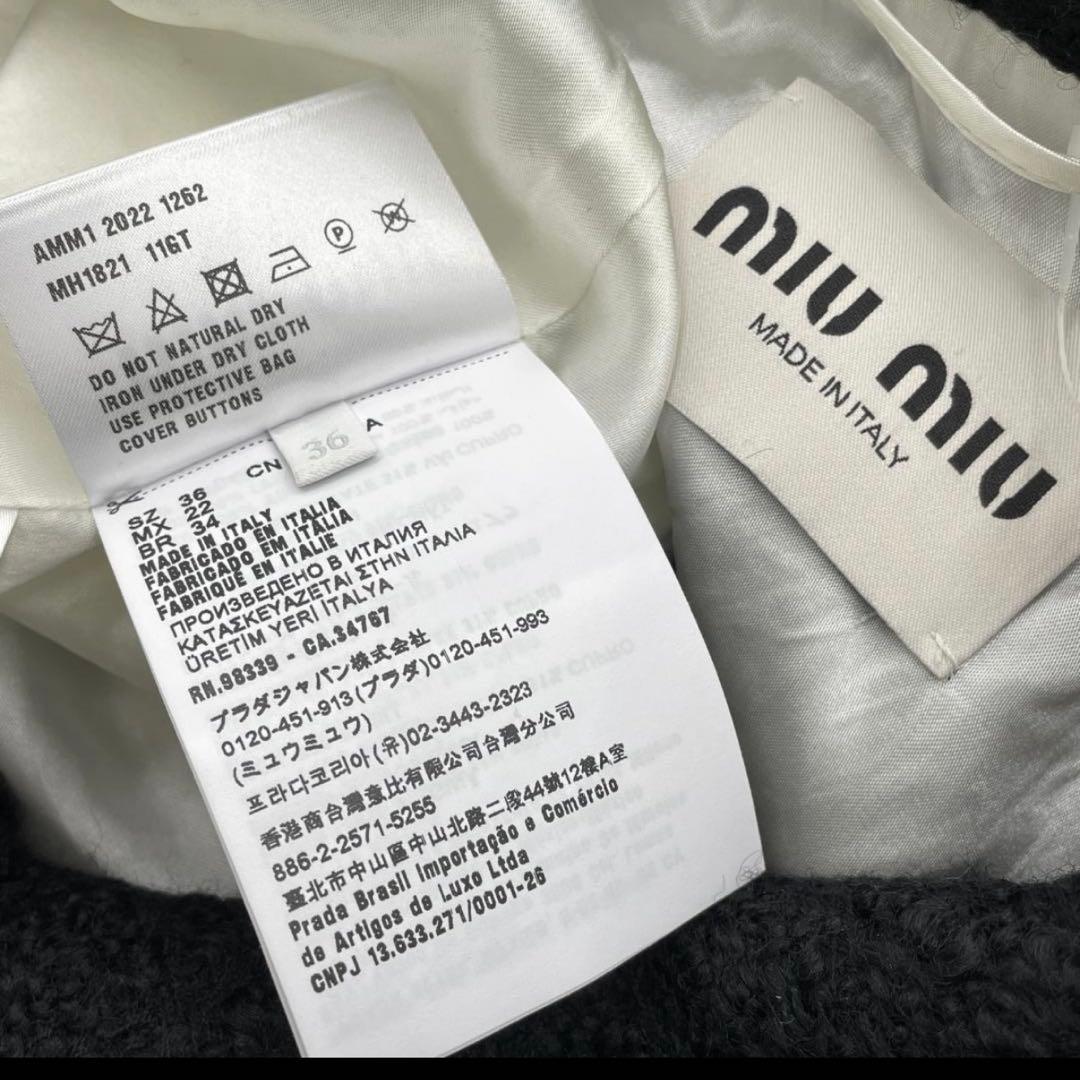 AMM1 2022 1262
MH1821 11GT
P
W
DO NOT NATURAL DRY
IRON UNDER DRY CLOTH
USE PROTECTIVE BAG
COVER BUTTONS
36
CN A
SZ 36
MX 22
BR 34
MADE IN ITALY
FABRICADO EN ITALIA
FABRICADO EM ITÁLIA
FABRIQUÉ EN ITALIE
ПРОИЗВЕДЕНО В ИТАЛИЯ
ΚΑΤΑΣΚΕΥΑΖΕΤΑΙ ΣΤΗΝ ΙΤΑΛΙΑ
ÜRETIM YERI İTALYA
RN.98339 - CA.34767
プラダジャパン株式会社
0120-451-913(プラダ)0120-451-993
(ミュウミュウ)
프라다코리아(유)02-3443-2323
香港商台灣意比有限公司台灣分公司
886-2-2571-5255
臺北市中山區中山北路二段44號12樓A室
Prada Brasil Importação e Comércio
de Artigos de Luxo Ltda
CNPJ 13.633.271/0001-26
MIU MIU
MADE IN ITALY